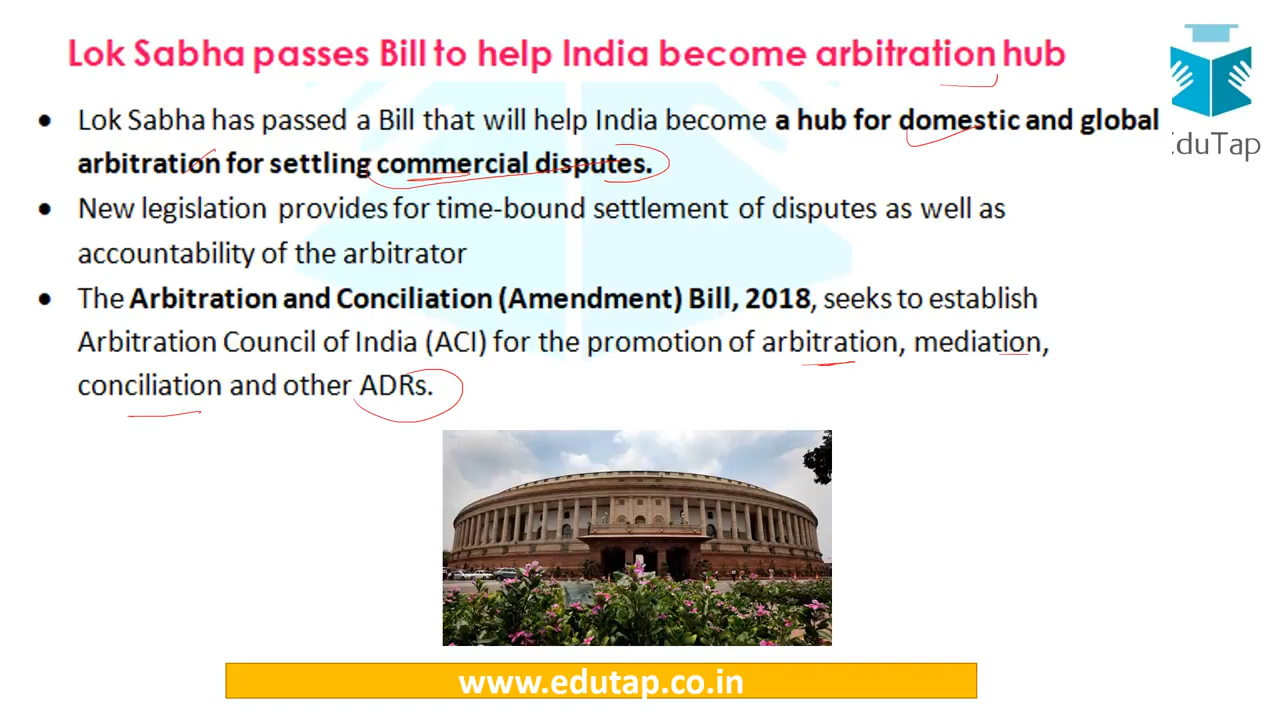 Lok Sabha passes Bill to help India become arbitration hub
• Lok Sabha has passed a Bill that will help India become a hub for domestic and global
arbitration for settling commercial disputes.
• New legislation provides for time-bound settlement of disputes as well as
accountability of the arbitrator
• The Arbitration and Conciliation (Amendment) Bill, 2018, seeks to establish
Arbitration Council of India (ACI) for the promotion of arbitration, mediation,
conciliation and other ADRs.
EduTap
www.edutap.co.in